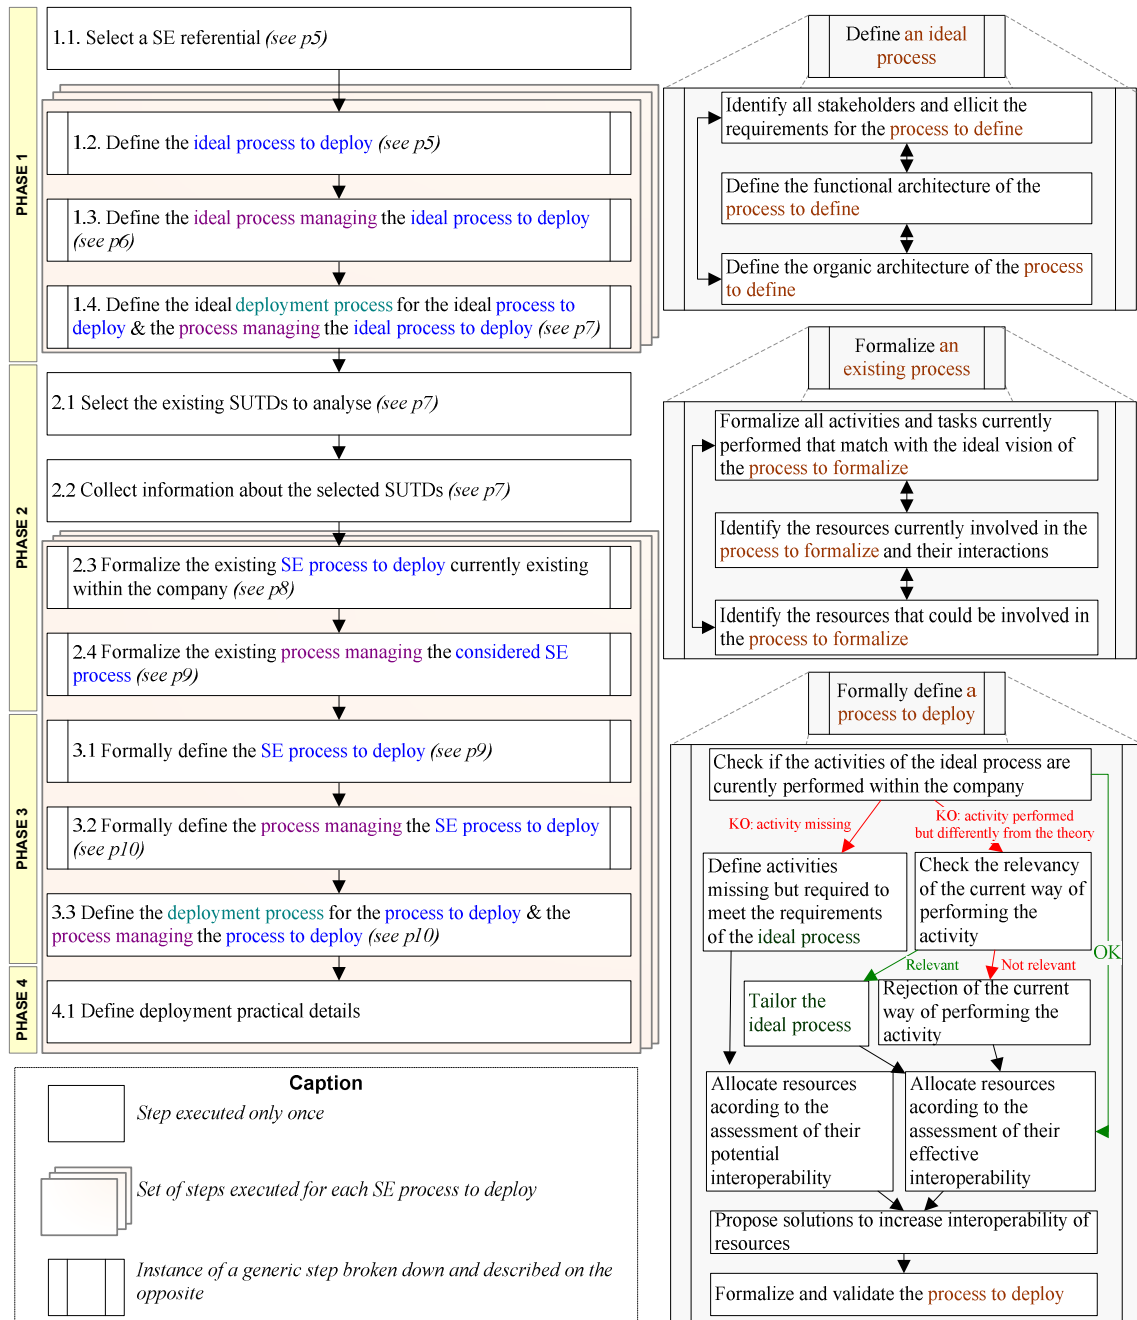 PHASE 1
1.1. Select a SE referential (see p5)
1.2. Define the ideal process to deploy (see p5)
1.3. Define the ideal process managing the ideal process to deploy
(see p6)
1.4. Define the ideal deployment process for the ideal process to
deploy & the process managing the ideal process to deploy (see p7)
PHASE 2
2.1 Select the existing SUTDs to analyse (see p7)
2.2 Collect information about the selected SUTDs (see p7)
2.3 Formalize the existing SE process to deploy currently existing
within the company (see p8)
2.4 Formalize the existing process managing the considered SE
process (see p9)
PHASE 3
3.1 Formally define the SE process to deploy (see p9)
3.2 Formally define the process managing the SE process to deploy
(see p10)
3.3 Define the deployment process for the process to deploy & the
process managing the process to deploy (see p10)
PHASE 4
4.1 Define deployment practical details
Caption
Step executed only once
Set of steps executed for each SE process to deploy
Instance of a generic step broken down and described on the
opposite
Define an ideal
process
Identify all stakeholders and ellicit the
requirements for the process to define
Define the functional architecture of the
process to define
Define the organic architecture of the process
to define
Formalize an
existing process
Formalize all activities and tasks currently
performed that match with the ideal vision of
the process to formalize
Identify the resources currently involved in the
process to formalize and their interactions
Identify the resources that could be involved in
the process to formalize
Formally define a
process to deploy
Check if the activities of the ideal process are
curently performed within the company
KO: activity missing
KO: activity performed
but differently from the theory
Define activities
missing but required to
meet the requirements
of the ideal process
Check the relevancy
of the current way of
performing the
activity
OK
Relevant
Not relevant
Tailor the
ideal process
Rejection of the current
way of performing the
activity
Allocate resources
acording to the
assessment of their
potential
interoperability
Allocate resources
acording to the
assessment of their
effective
interoperability
Propose solutions to increase interoperability of
resources
Formalize and validate the process to deploy